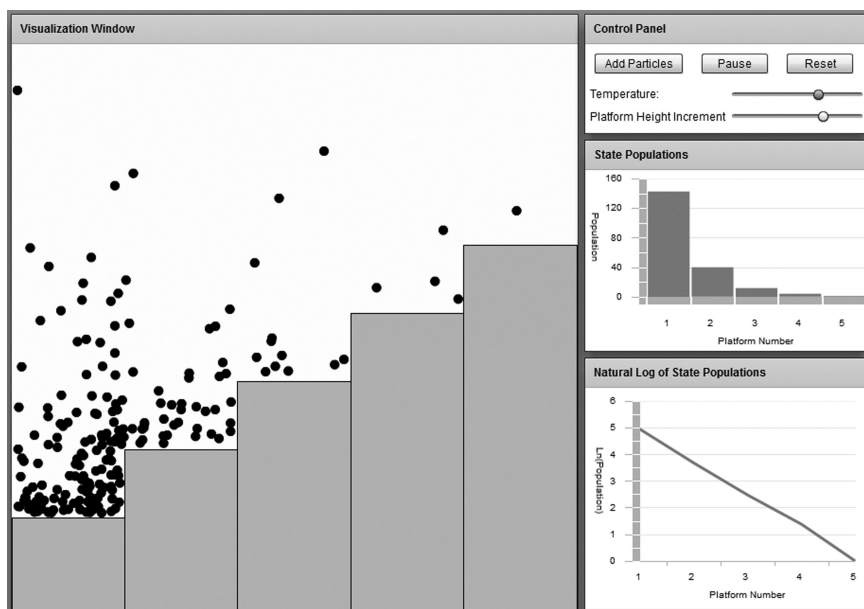 Visualization Window
Control Panel
Add Particles
Pause
Reset
Temperature:
Platform Height Increment
State Populations
160
120
80
40
0
Population
1 2 3 4 5
Platform Number
Natural Log of State Populations
6
5
4
3
2
1
0
Ln(Population)
1 2 3 4 5
Platform Number